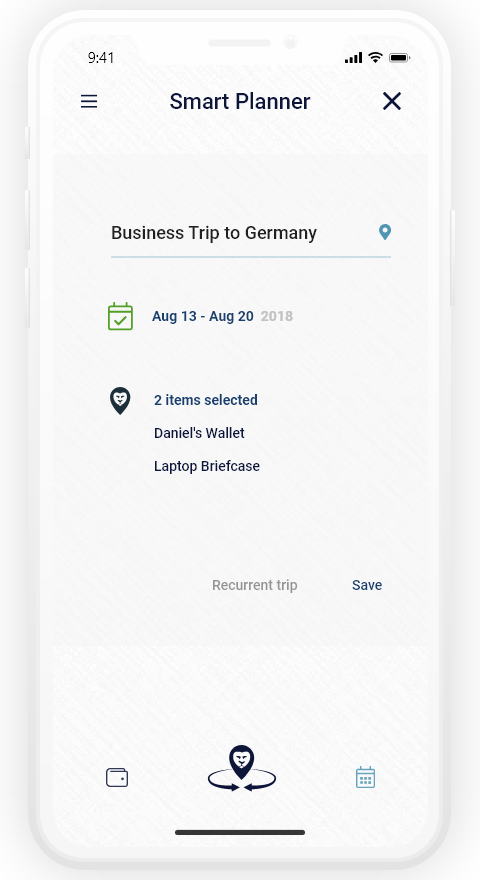 9:41
Smart Planner
Business Trip to Germany
Aug 13 - Aug 20 2018
2 items selected
Daniel's Wallet
Laptop Briefcase
Recurrent trip Save